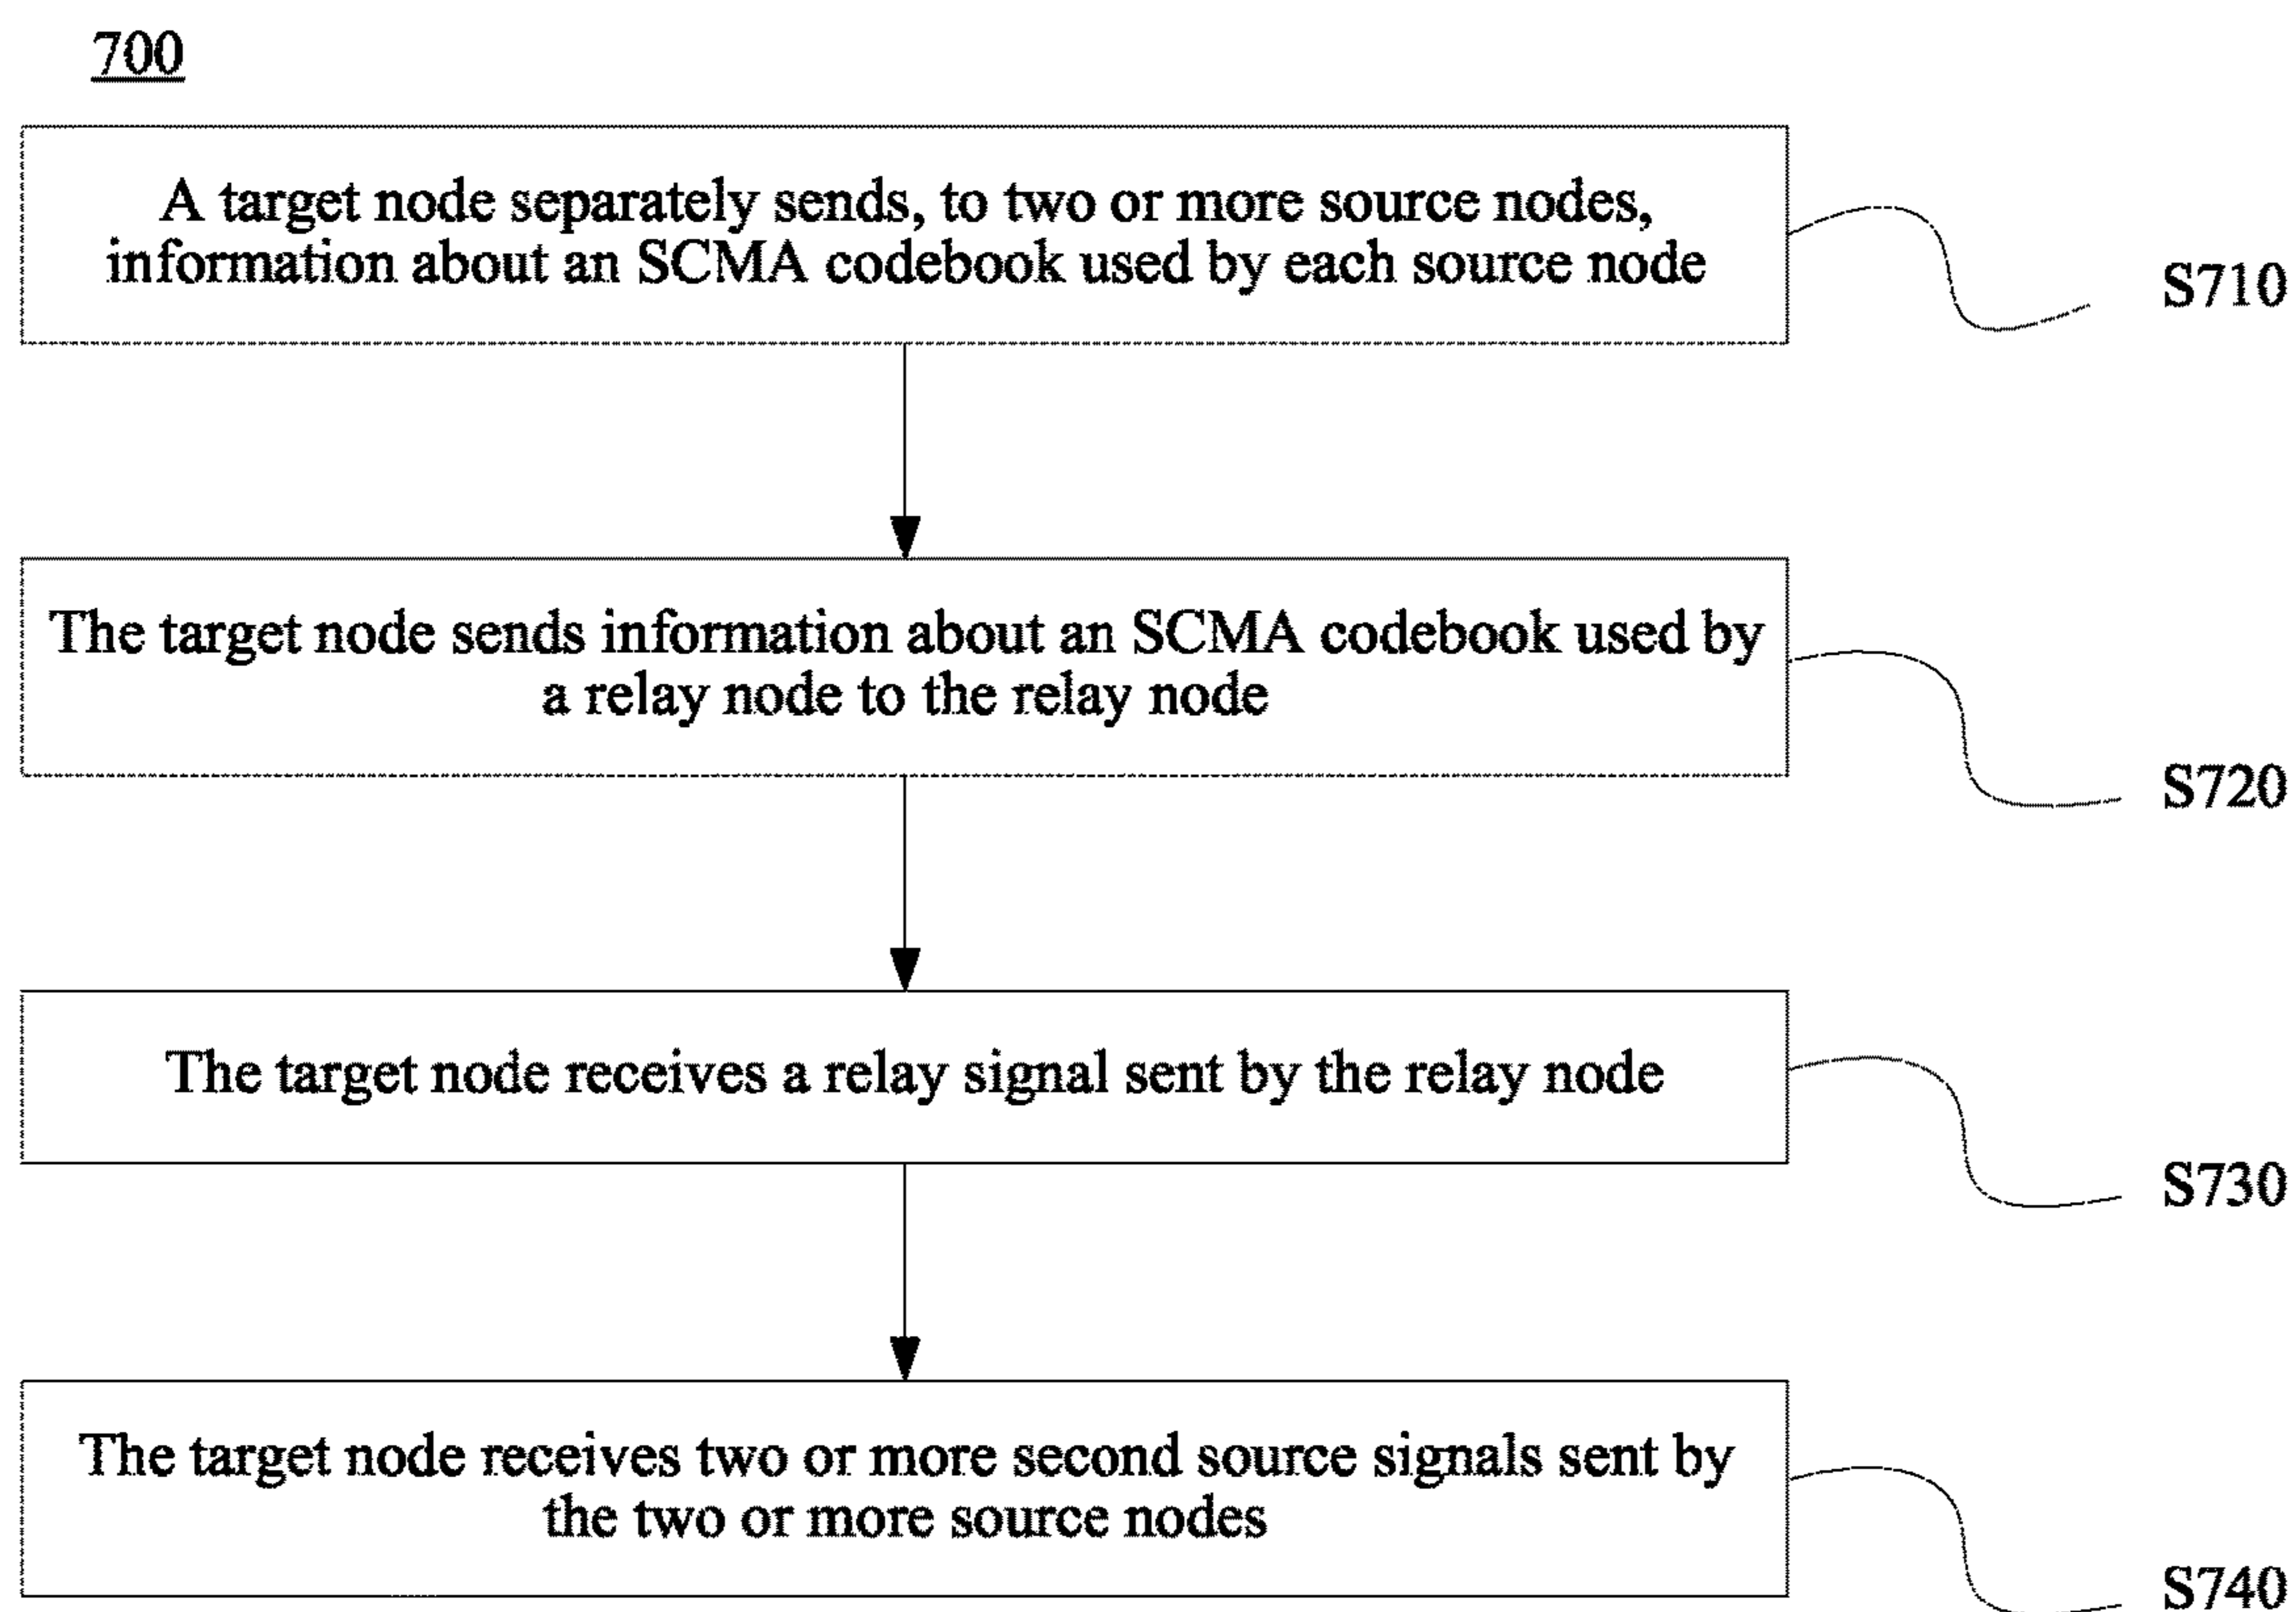 700
A target node separately sends, to two or more source nodes,
information about an SCMA codebook used by each source node
S710
The target node sends information about an SCMA codebook used by
a relay node to the relay node
S720
The target node receives a relay signal sent by the relay node
S730
The target node receives two or more second source signals sent by
the two or more source nodes
S740